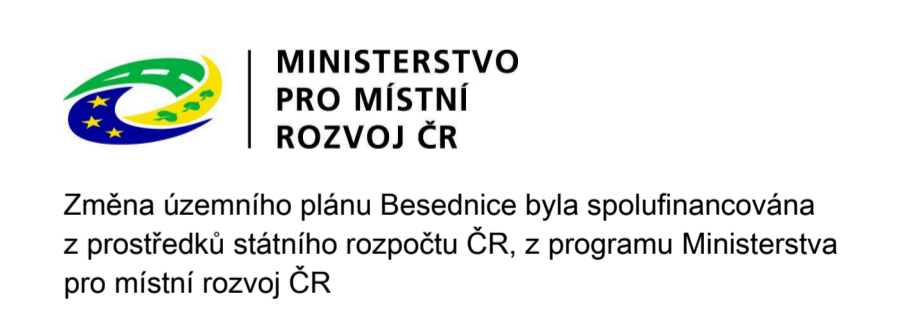 MINISTERSTVO
PRO MÍSTNÍ
ROZVOJ ČR
Změna územního plánu Besednice byla spolufinancována
z prostředků státního rozpočtu ČR, z programu Ministerstva
pro místní rozvoj ČR